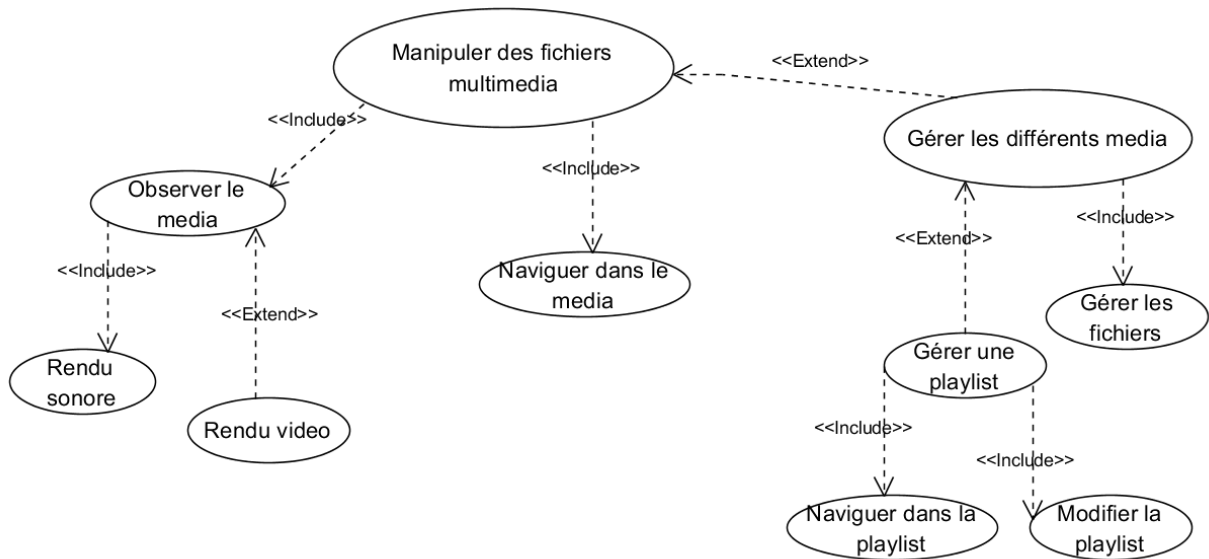 Manipuler des fichiers
multimedia
<<Extend>>
<<Include>>
Gérer les différents media
<<Include>>
Observer le
media
<<Include>>
<<Extend>>
<<Include>>
Naviguer dans le
media
<<Extend>>
Gérer les
fichiers
Rendu
sonore
Gérer une
playlist
Rendu video
<<Include>>
<<Include>>
Naviguer dans la
playlist
Modifier la
playlist